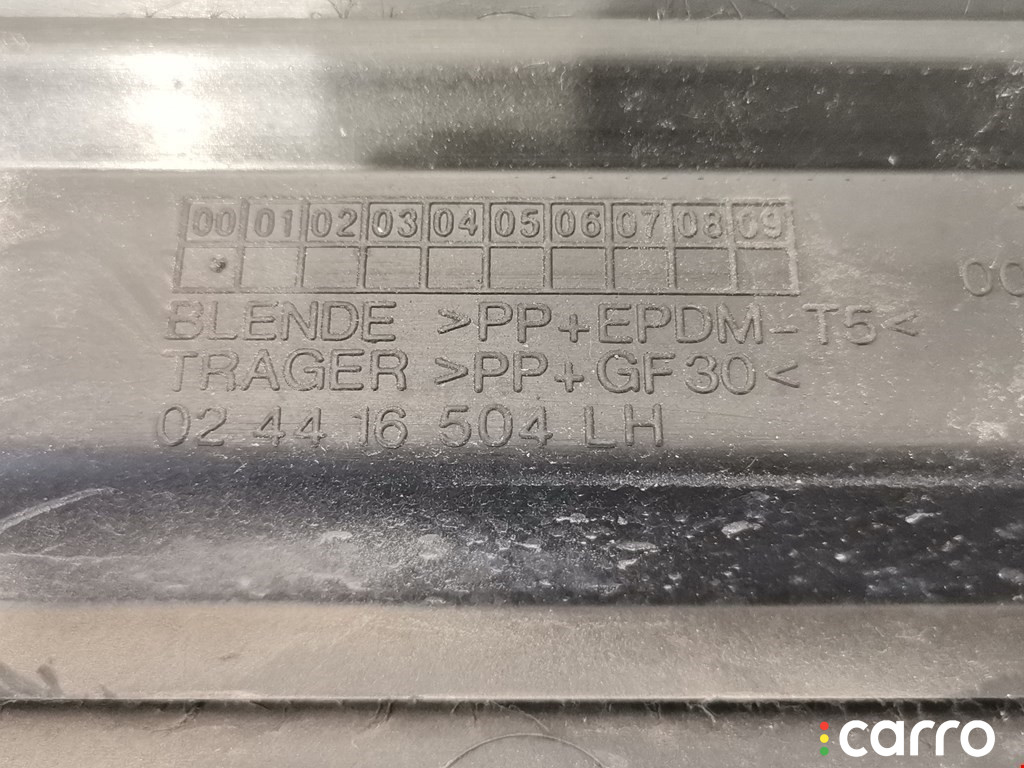 00 01 02 03 04 05 06 07 08 09
00
BLENDE >PP+EPDM-T5<
TRAGER >PP+GF30<
02 44 16 504 LH
carro